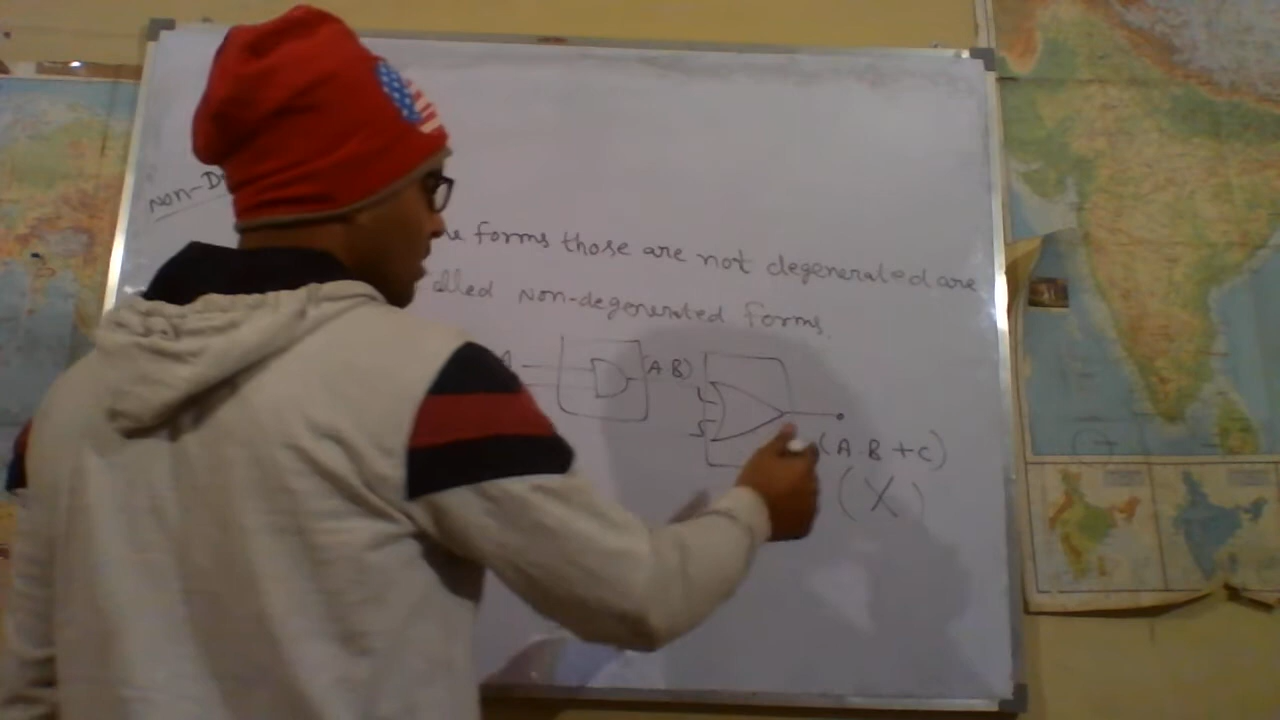 Non-D
forms those are not degenerated are
alled Non-degenerated forms.
A
(A B)
(A.B + C)
(X)